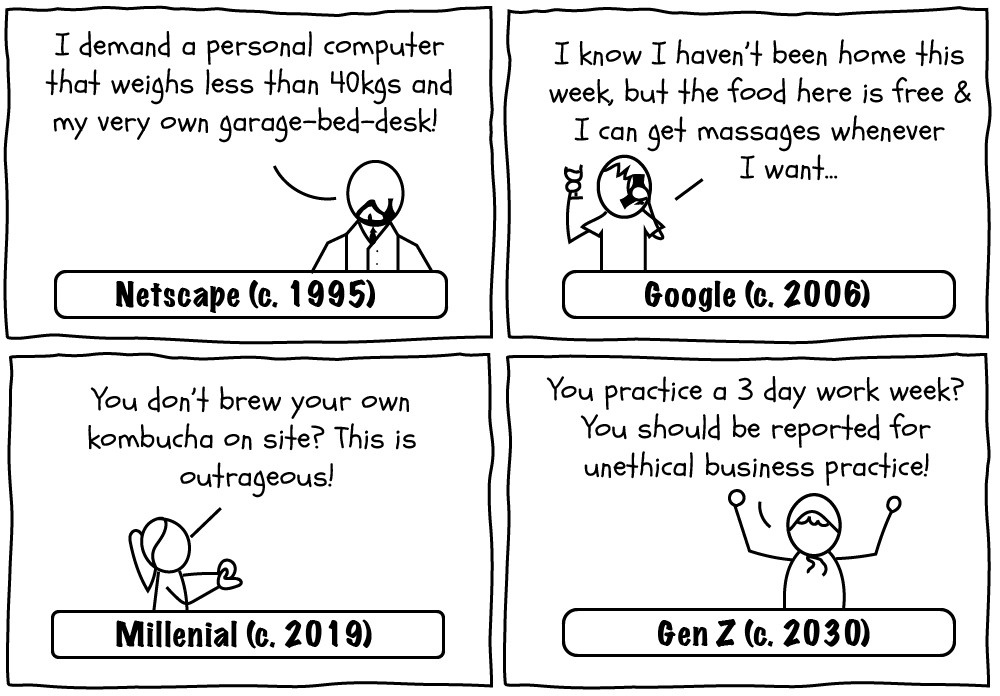 I demand a personal computer
that weighs less than 40kgs and
my very own garage-bed-desk!
Netscape (c. 1995)
I know I haven't been home this
week, but the food here is free &
I can get massages whenever
I want...
Google (c. 2006)
You don't brew your own
kombucha on site? This is
outrageous!
Millenial (c. 2019)
You practice a 3 day work week?
You should be reported for
unethical business practice!
Gen Z (c. 2030)